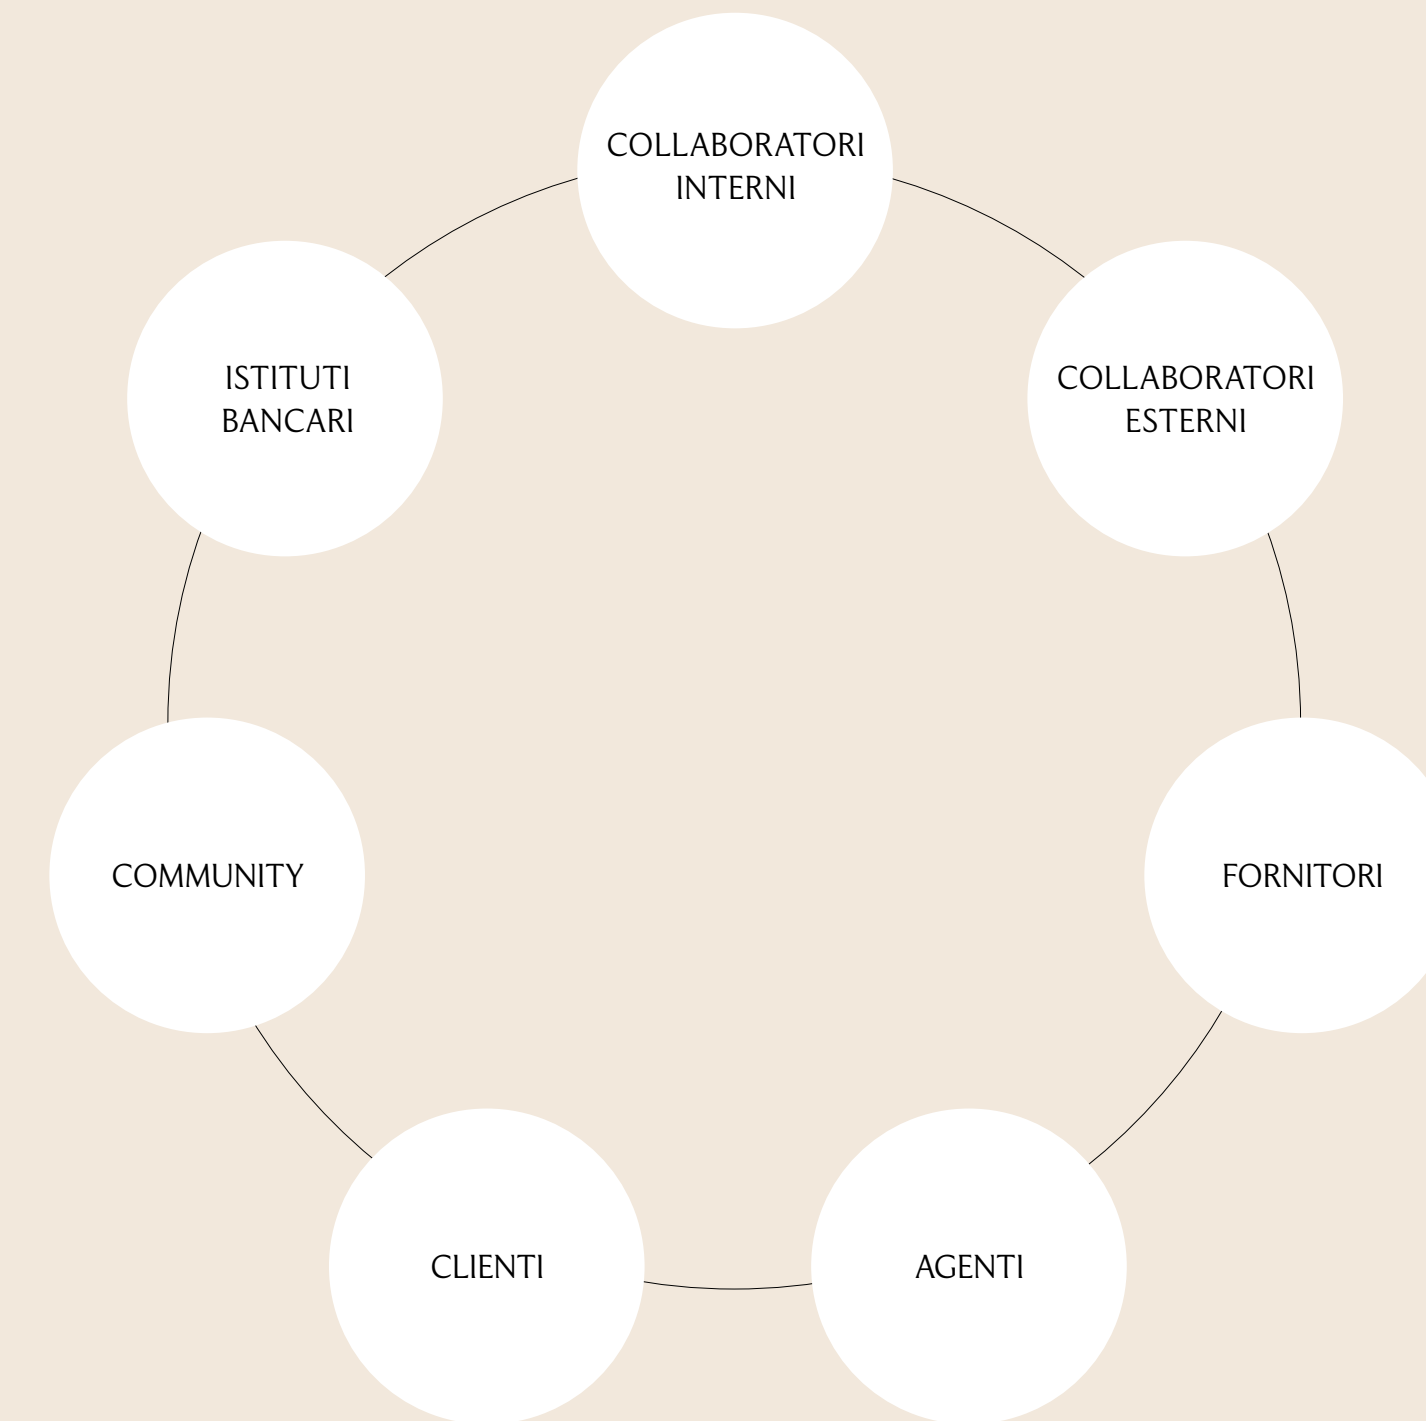 COLLABORATORI
INTERNI
COLLABORATORI
ESTERNI
FORNITORI
AGENTI
CLIENTI
COMMUNITY
ISTITUTI
BANCARI